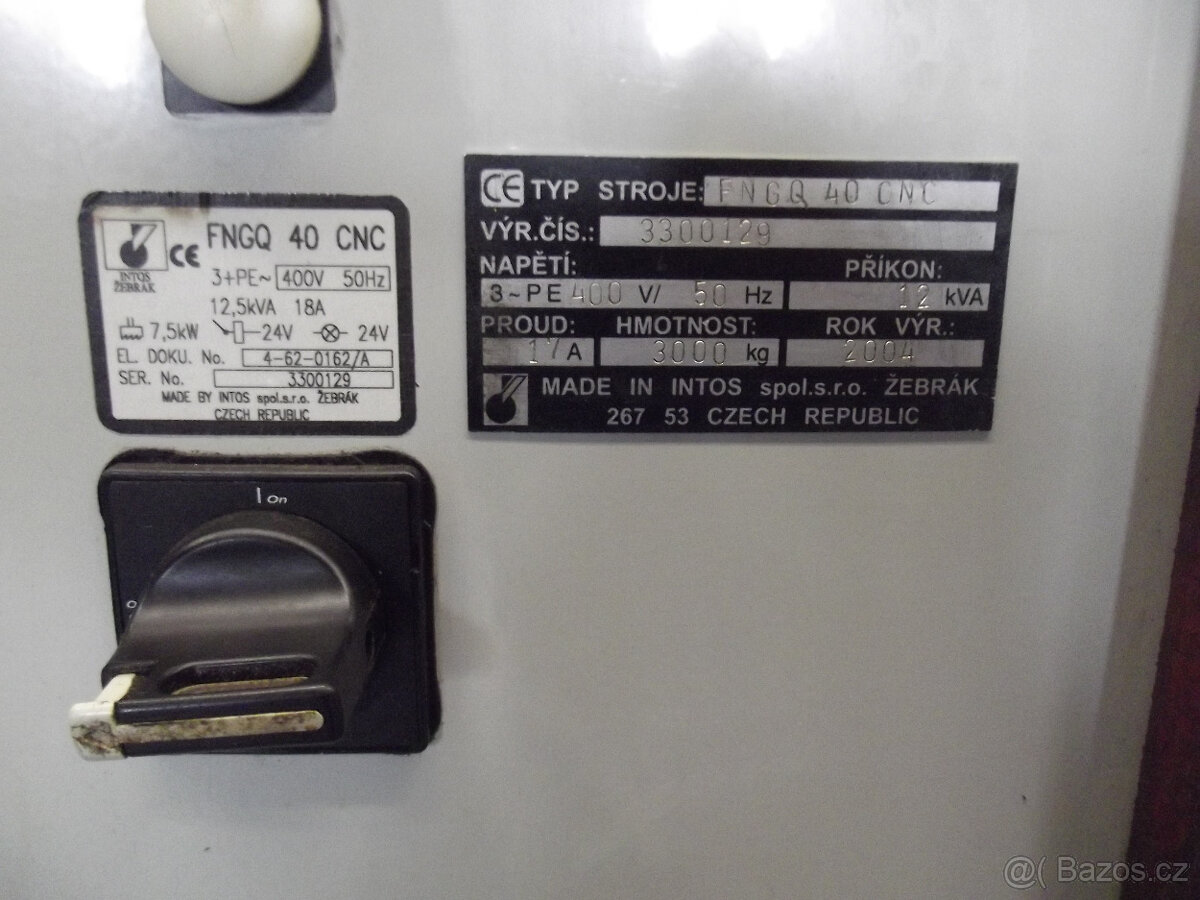 FNGQ 40 CNC
INTOS
ŽEBRÁK
CE
3+PE~ 400V 50Hz
12,5kVA 18A
7,5kW 24V 24V
EL. DOKU. No. 4-62-0162/A
SER. No. 3300129
MADE BY INTOS spol.s.r.o. ŽEBRÁK
CZECH REPUBLIC
CE TYP STROJE: FNGQ 40 CNC
VÝR.ČÍS.: 3300129
NAPĚTÍ: PŘÍKON:
3~PE 400 V/ 50 Hz 12 kVA
PROUD: HMOTNOST: ROK VÝR.:
17 A 3000 kg 2004
MADE IN INTOS spol.s.r.o. ŽEBRÁK
267 53 CZECH REPUBLIC
I On
@( Bazos.cz